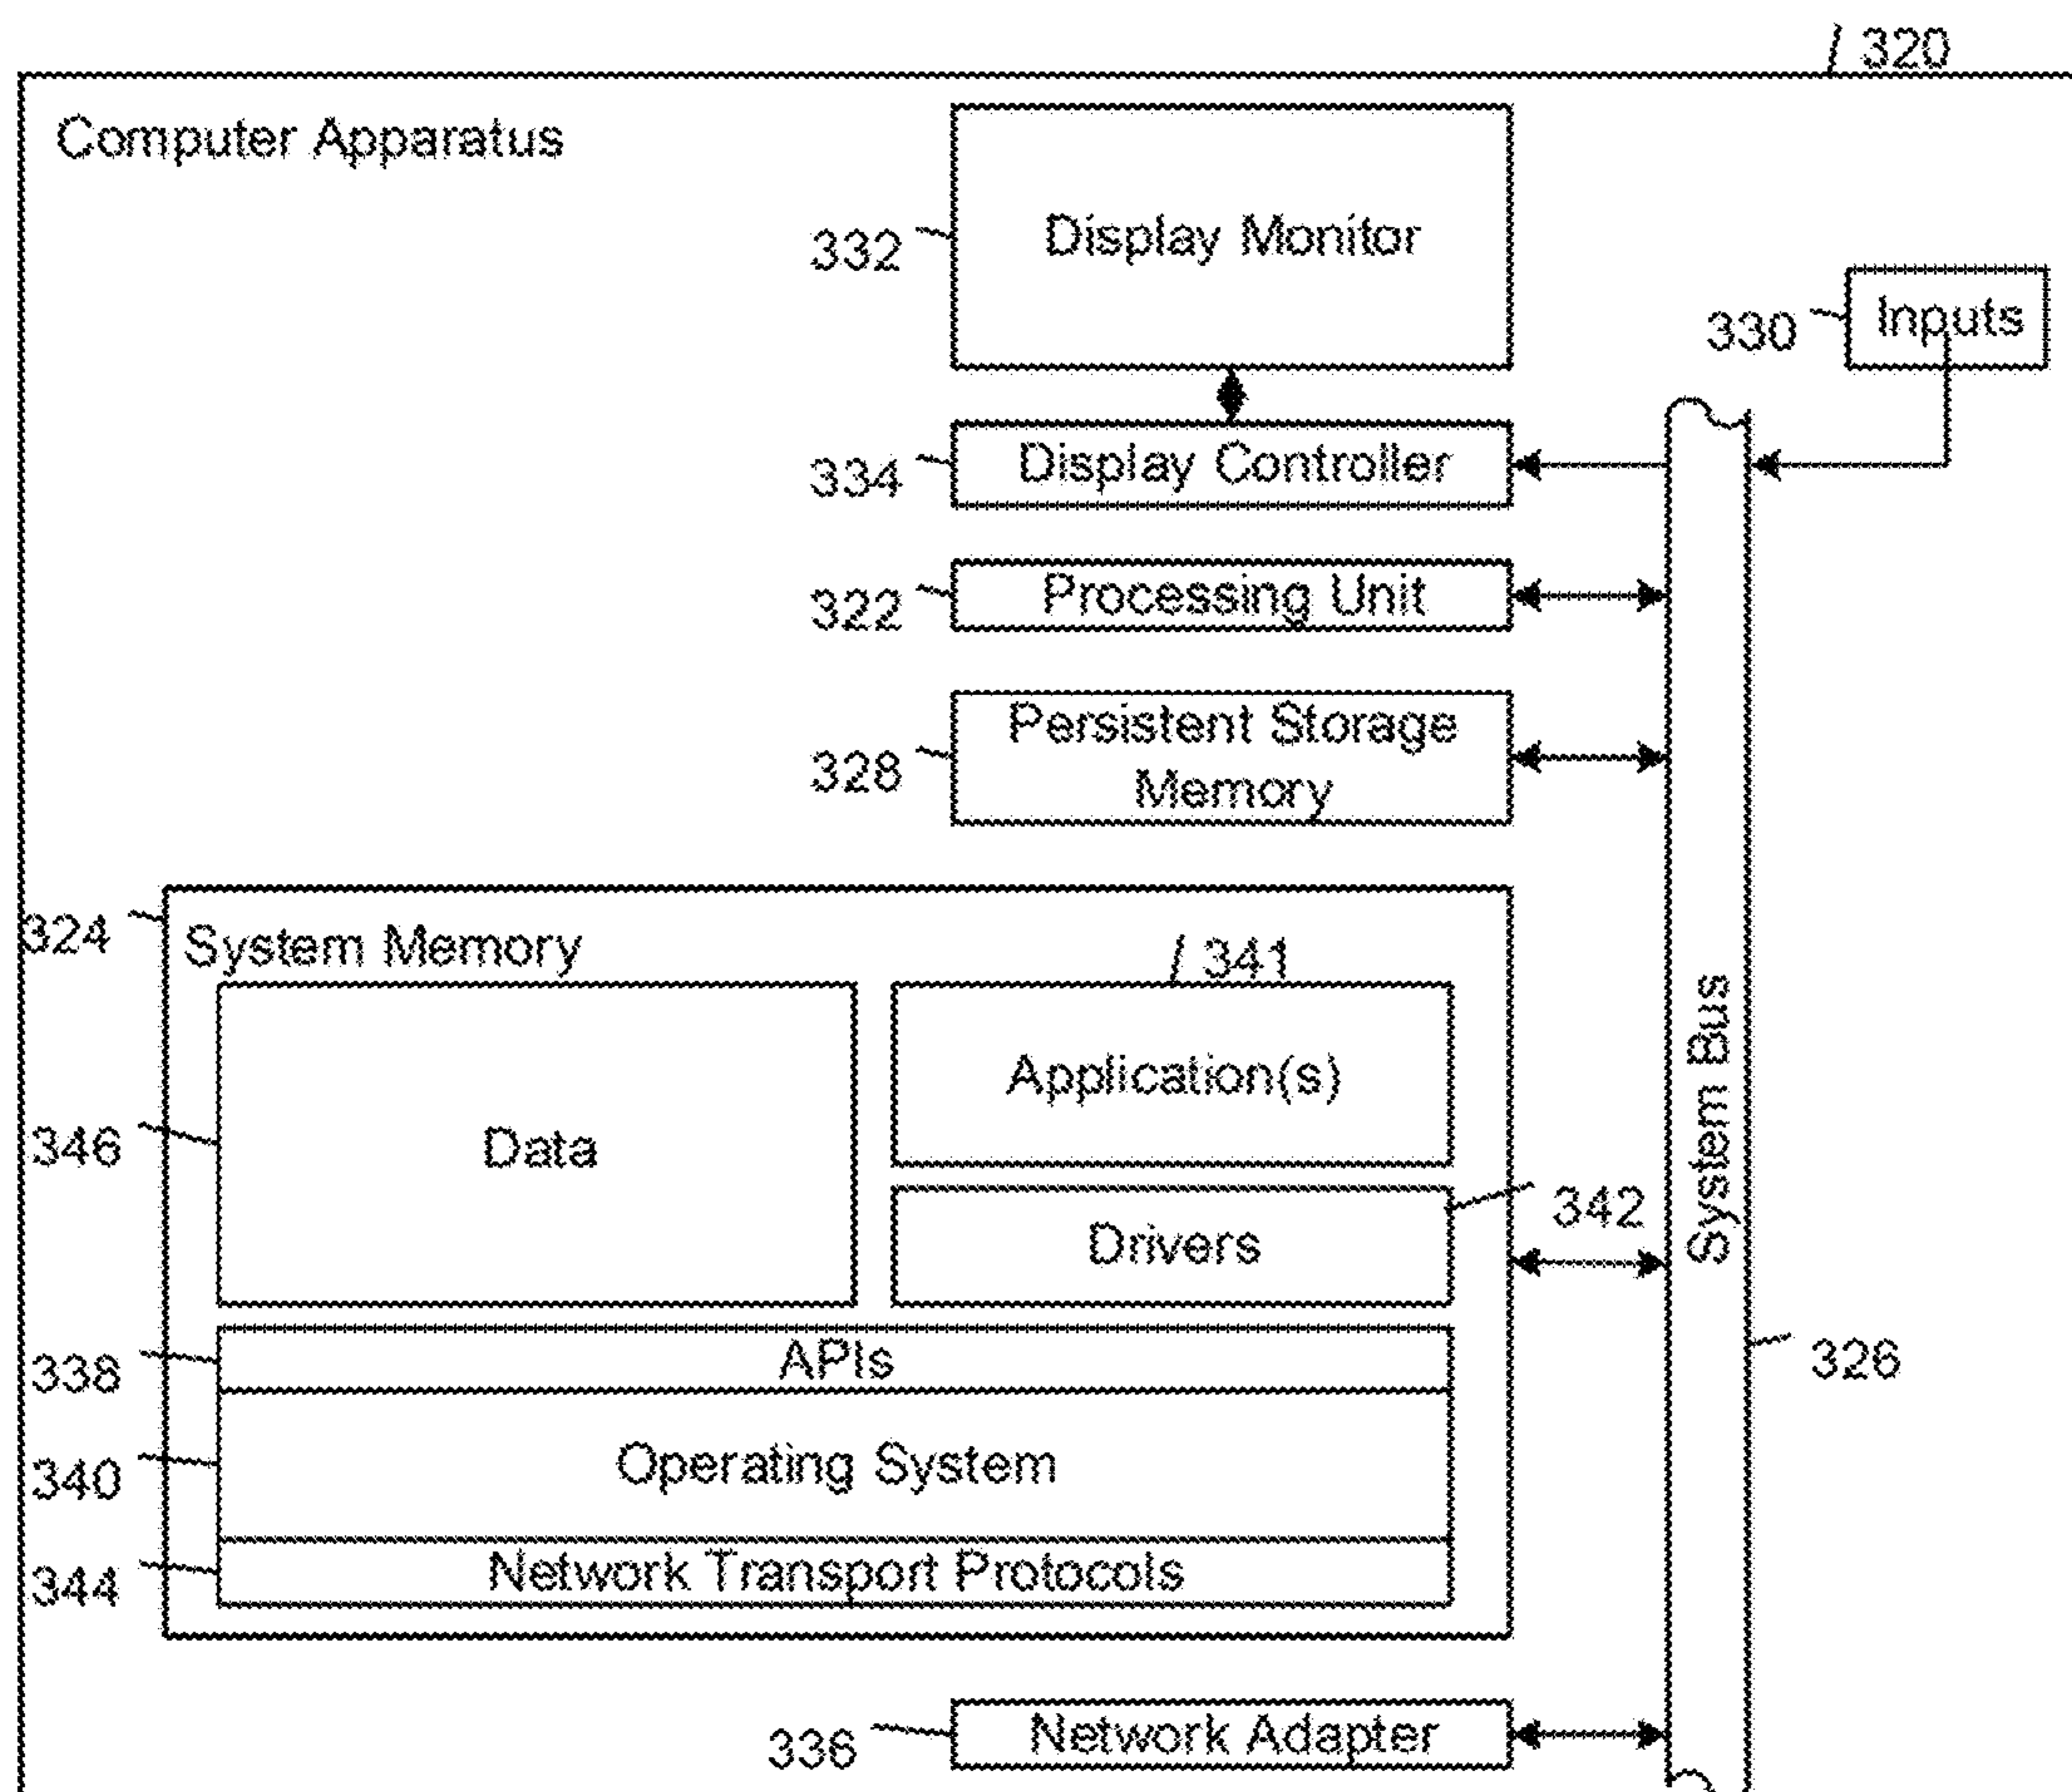 320
Computer Apparatus
332
Display Monitor
330
Inputs
334
Display Controller
322
Processing Unit
328
Persistent Storage
Memory
324
System Memory
341
346
Data
Application(s)
342
Drivers
System Bus
326
338
APIs
340
Operating System
344
Network Transport Protocols
336
Network Adapter